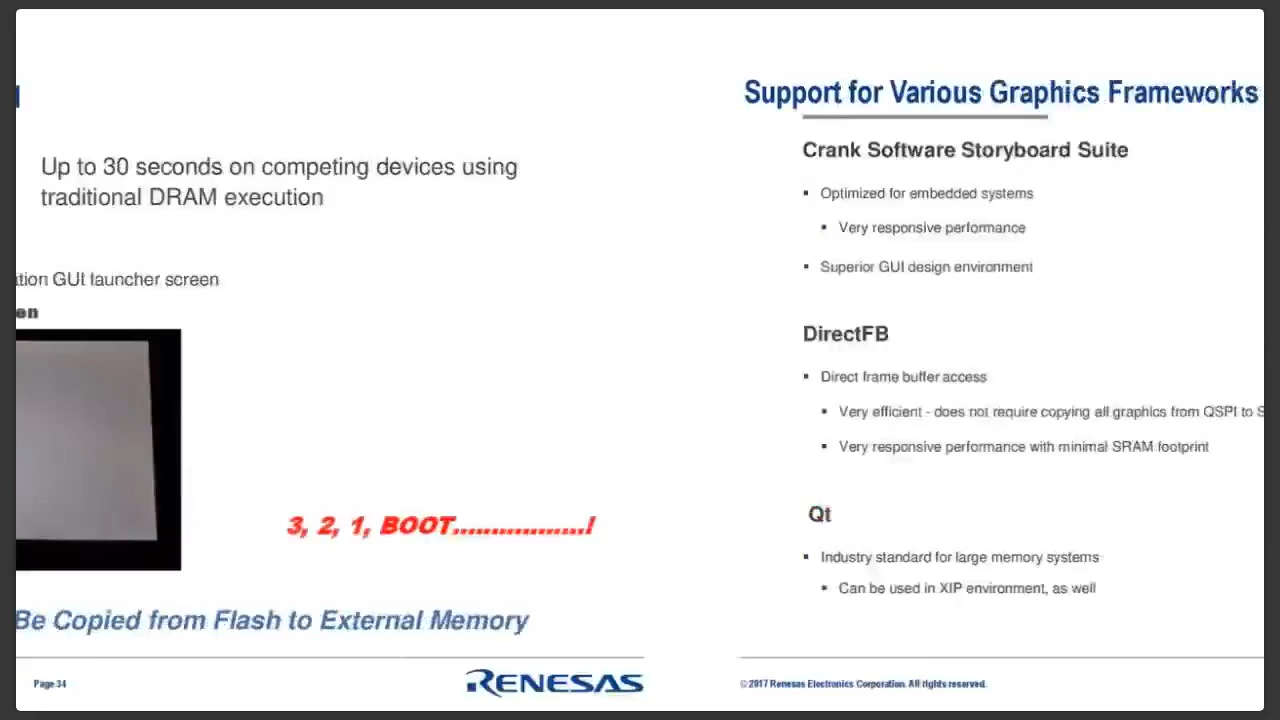 Up to 30 seconds on competing devices using
traditional DRAM execution
GUI launcher screen
3, 2, 1, BOOT.................!
Be Copied from Flash to External Memory
Page 34
RENESAS
Support for Various Graphics Frameworks
Crank Software Storyboard Suite
▪ Optimized for embedded systems
▪ Very responsive performance
▪ Superior GUI design environment
DirectFB
▪ Direct frame buffer access
▪ Very efficient - does not require copying all graphics from QSPI to
▪ Very responsive performance with minimal SRAM footprint
Qt
▪ Industry standard for large memory systems
▪ Can be used in XIP environment, as well
© 2017 Renesas Electronics Corporation. All rights reserved.